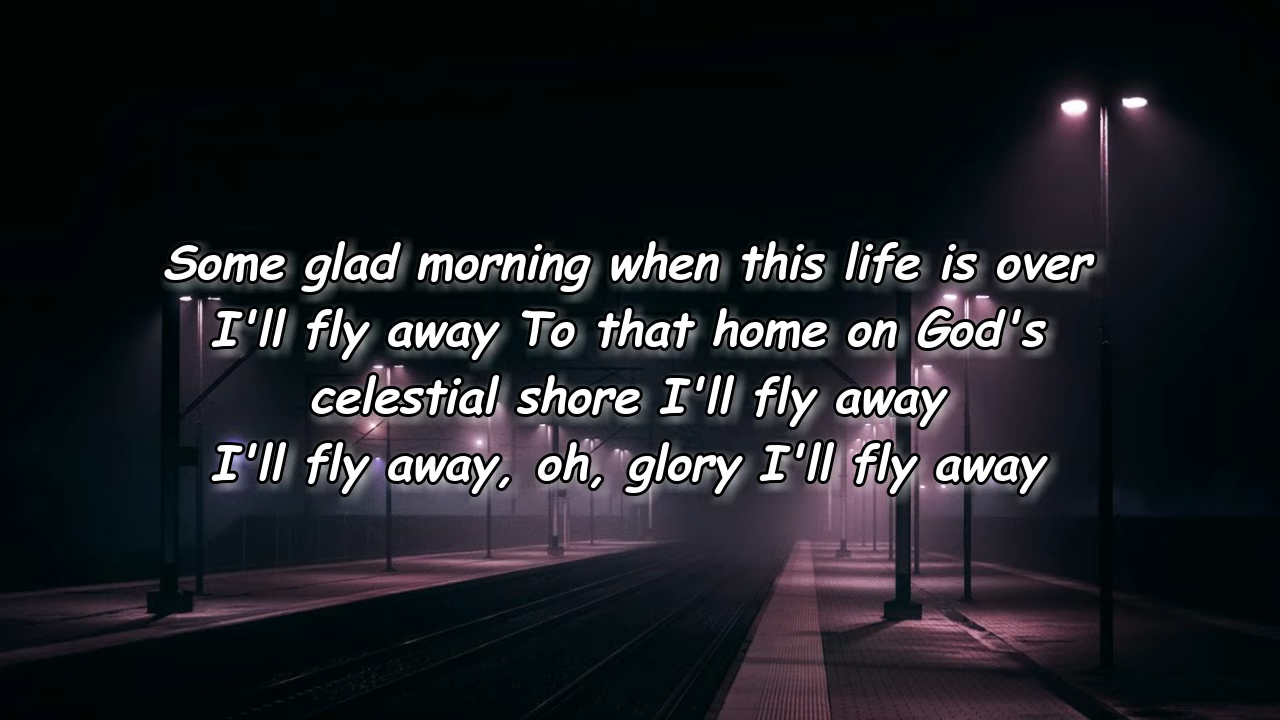 Some glad morning when this life is over
I'll fly away To that home on God's
celestial shore I'll fly away
I'll fly away, oh, glory I'll fly away